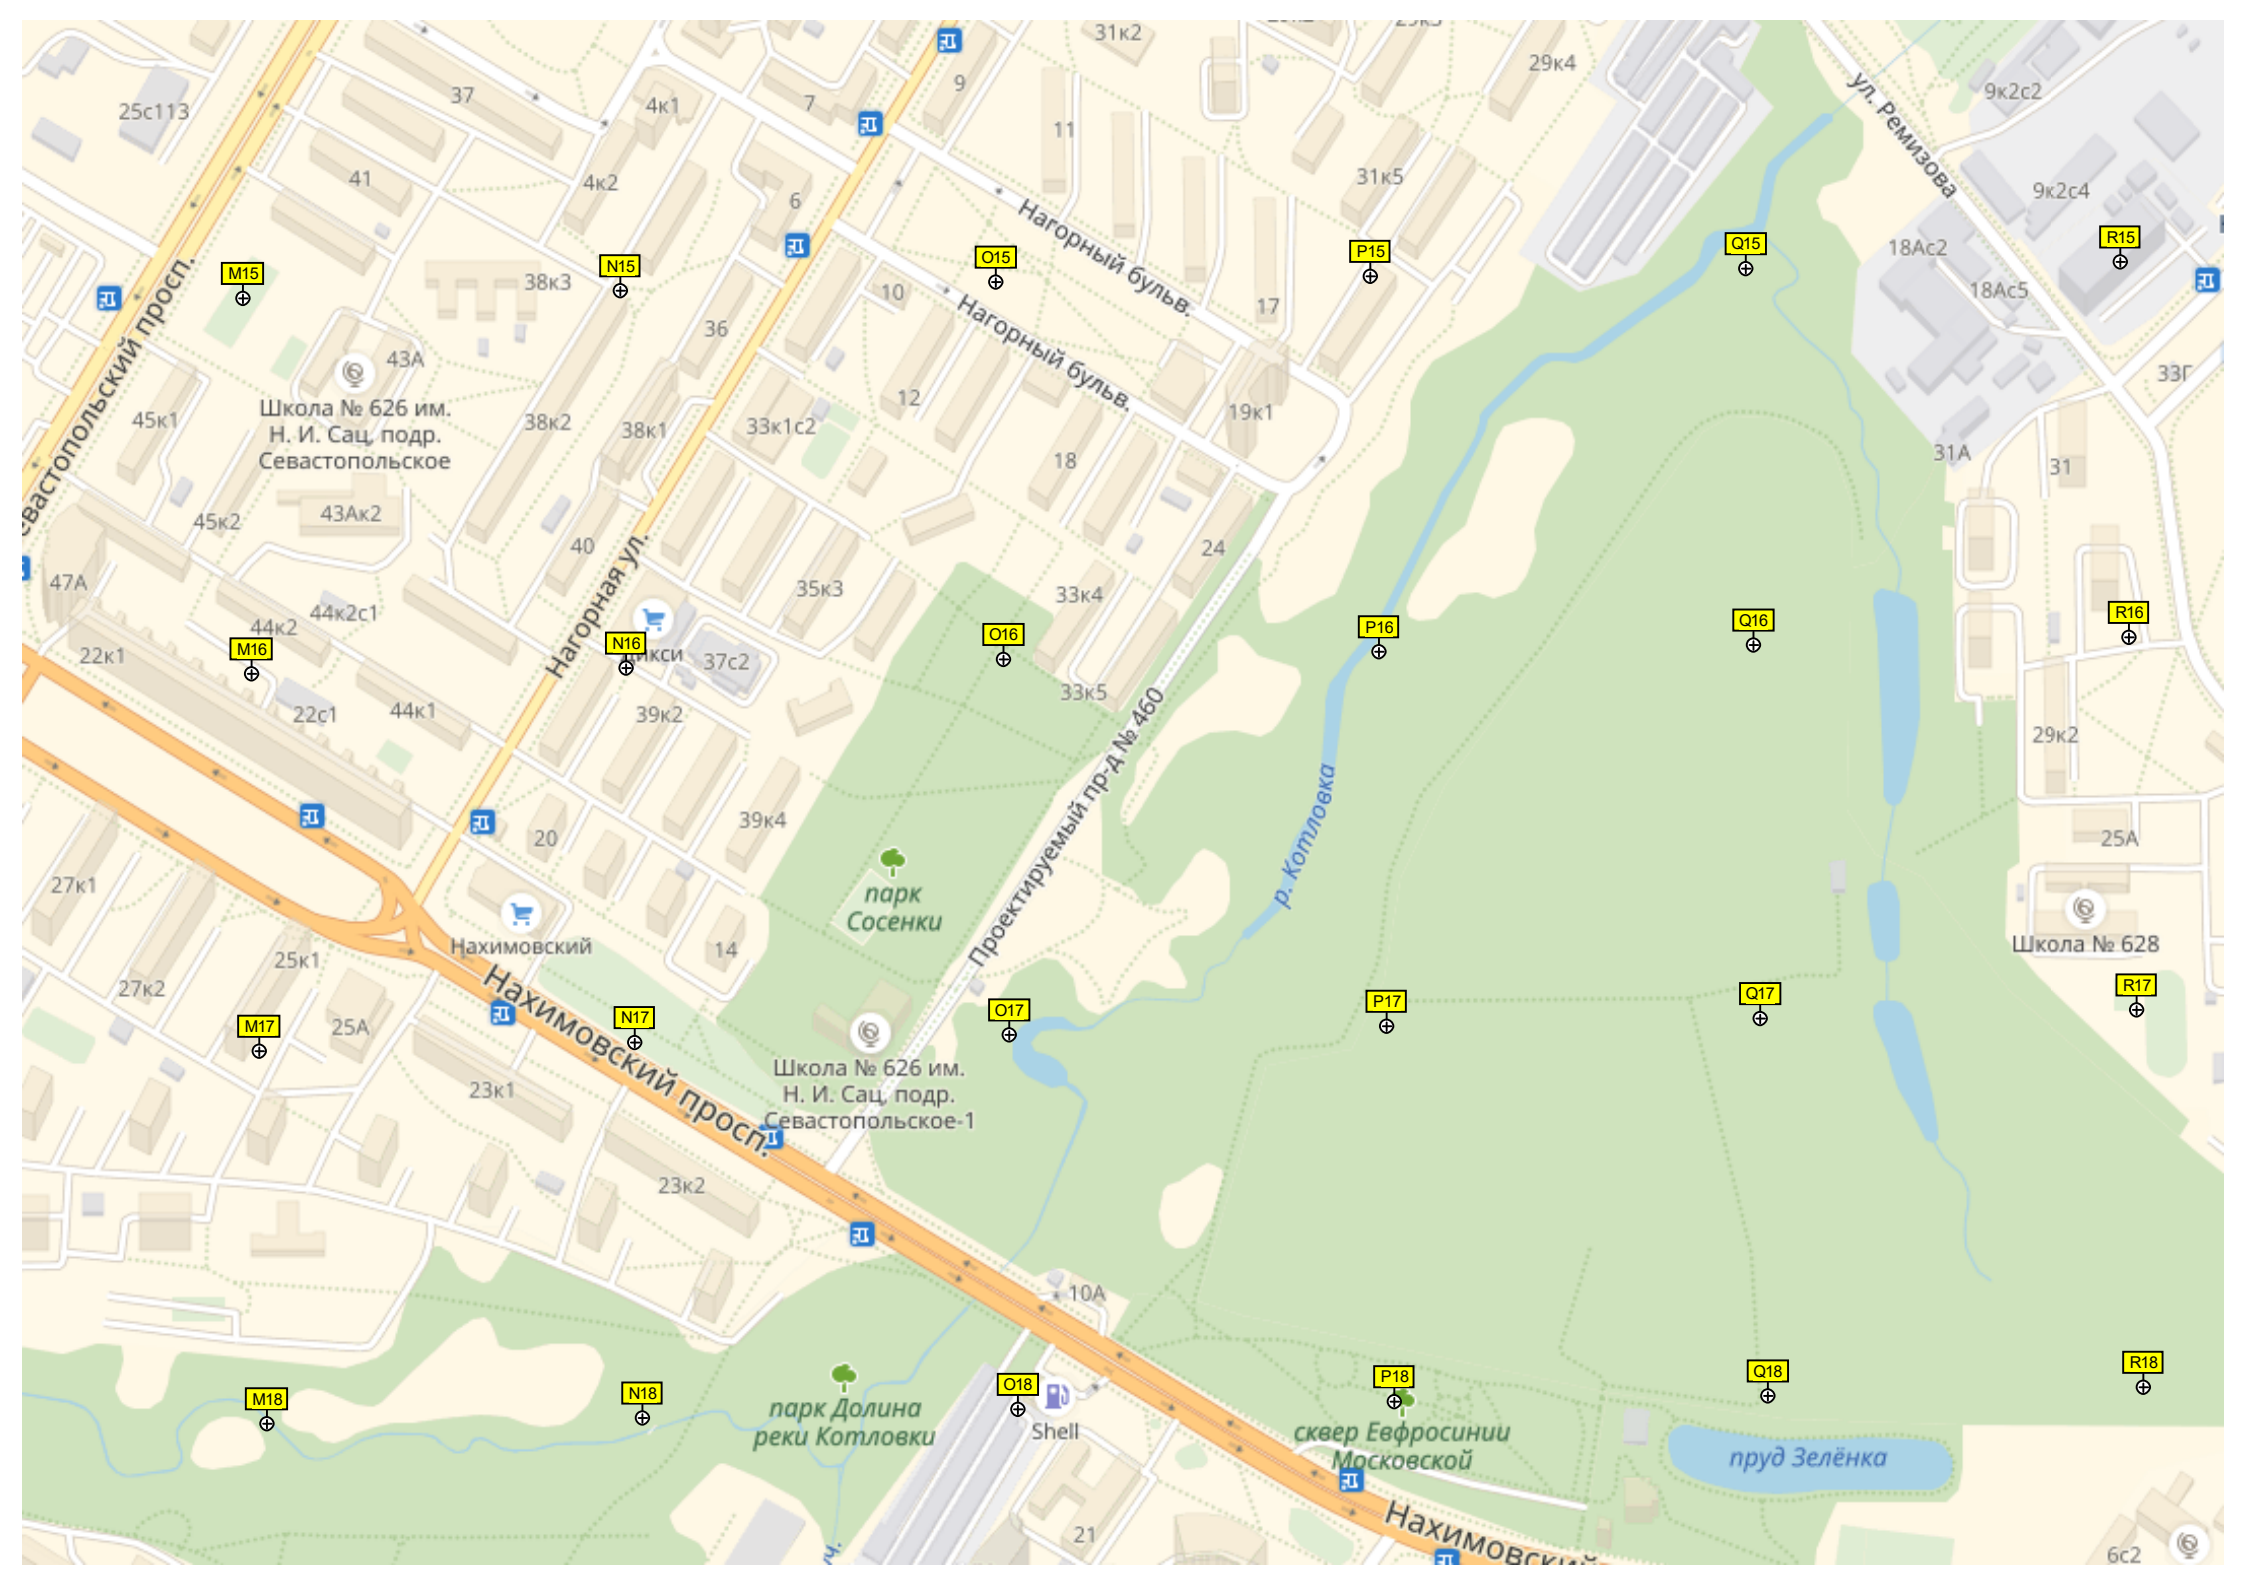 31к2
29к4
9
25с113
37
4к1
7
11
9к2с2
ул. Ремизова
41
4к2
6
31к5
9к2с4
Нагорный бульв.
18Ас2
R15
M15
N15
O15
P15
Q15
38к3
10
17
18Ас5
Севастопольский просп.
36
Нагорный бульв.
43А
33Г
45к1
Школа № 626 им.
Н. И. Сац, подр.
Севастопольское
38к2
38к1
33к1с2
12
19к1
18
31А
31
45к2
43Ак2
40
24
Нагорная ул.
47А
44к2с1
44к2
35к3
33к4
M16
N16
O16
P16
Q16
R16
22к1
37с2
33к5
22с1
44к1
39к2
29к2
Проектируемый пр-д № 460
р. Котловка
20
39к4
25А
27к1
парк
Сосенки
Нахимовский
14
Школа № 628
25к1
27к2
25А
M17
N17
O17
P17
Q17
R17
Нахимовский просп.
23к1
Школа № 626 им.
Н. И. Сац, подр.
Севастопольское-1
23к2
10А
M18
N18
O18
P18
Q18
R18
парк Долина
реки Котловки
Shell
сквер Евфросинии
Московской
пруд Зелёнка
21
Нахимовский
6с2